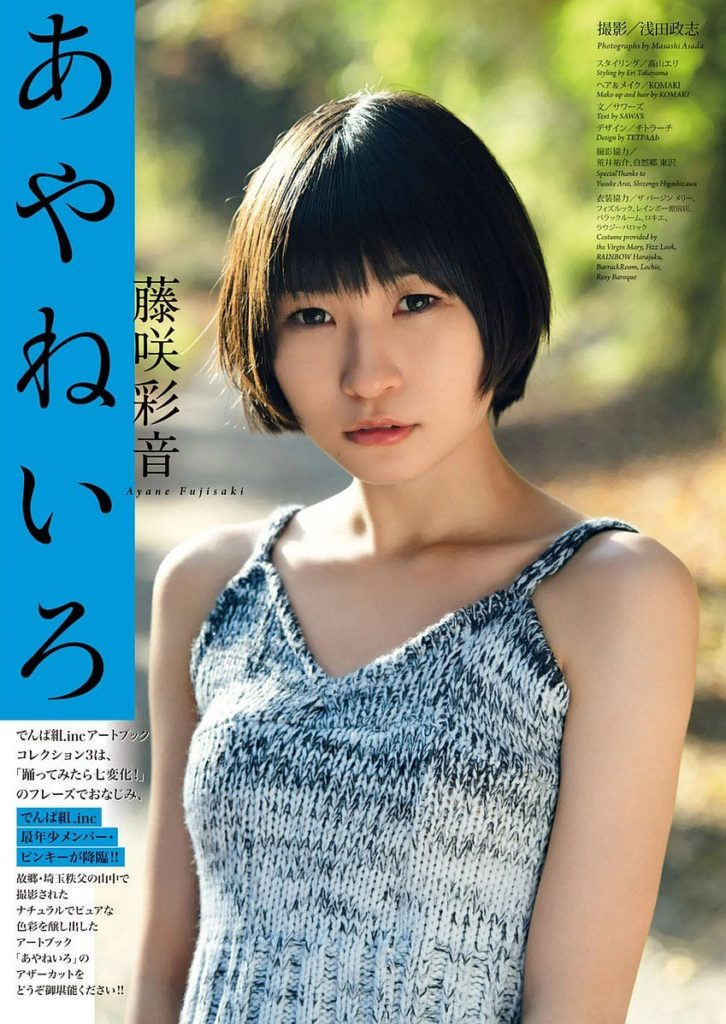 あやねいろ
藤咲彩音
Ayane Fujisaki
撮影／浅田政志
Photographs by Masashi Asada
スタイリング／髙山エリ
Styling by Eri Takayama
ヘア＆メイク／KOMAKI
Make-up and hair by KOMAKI
文／サワーズ
Text by SAWA'S
デザイン／チトラーチ
Design by ТЕТРАДЬ
撮影協力／
荒井祐介、自然郷 東沢
SpecialThanks to
Yusuke Arai, Shizengo Higashizawa
衣装協力／ザ バージン メリー、
フィズルック、レインボー原宿店、
バラックルーム、ロキエ、
ラウジー・バロック
Costume provided by
the Virgin Mary, Fizz Look,
RAINBOW Harajuku,
BarrackRoom, Lochie,
Rosy Baroque
でんぱ組.incアートブック
コレクション3は、
「踊ってみたら七変化！」
のフレーズでおなじみ、
でんぱ組.inc
最年少メンバー・
ピンキーが降臨!!
故郷・埼玉秩父の山中で
撮影された
ナチュラルでピュアな
色彩を醸し出した
アートブック
「あやねいろ」の
アザーカットを
どうぞ御堪能ください!!